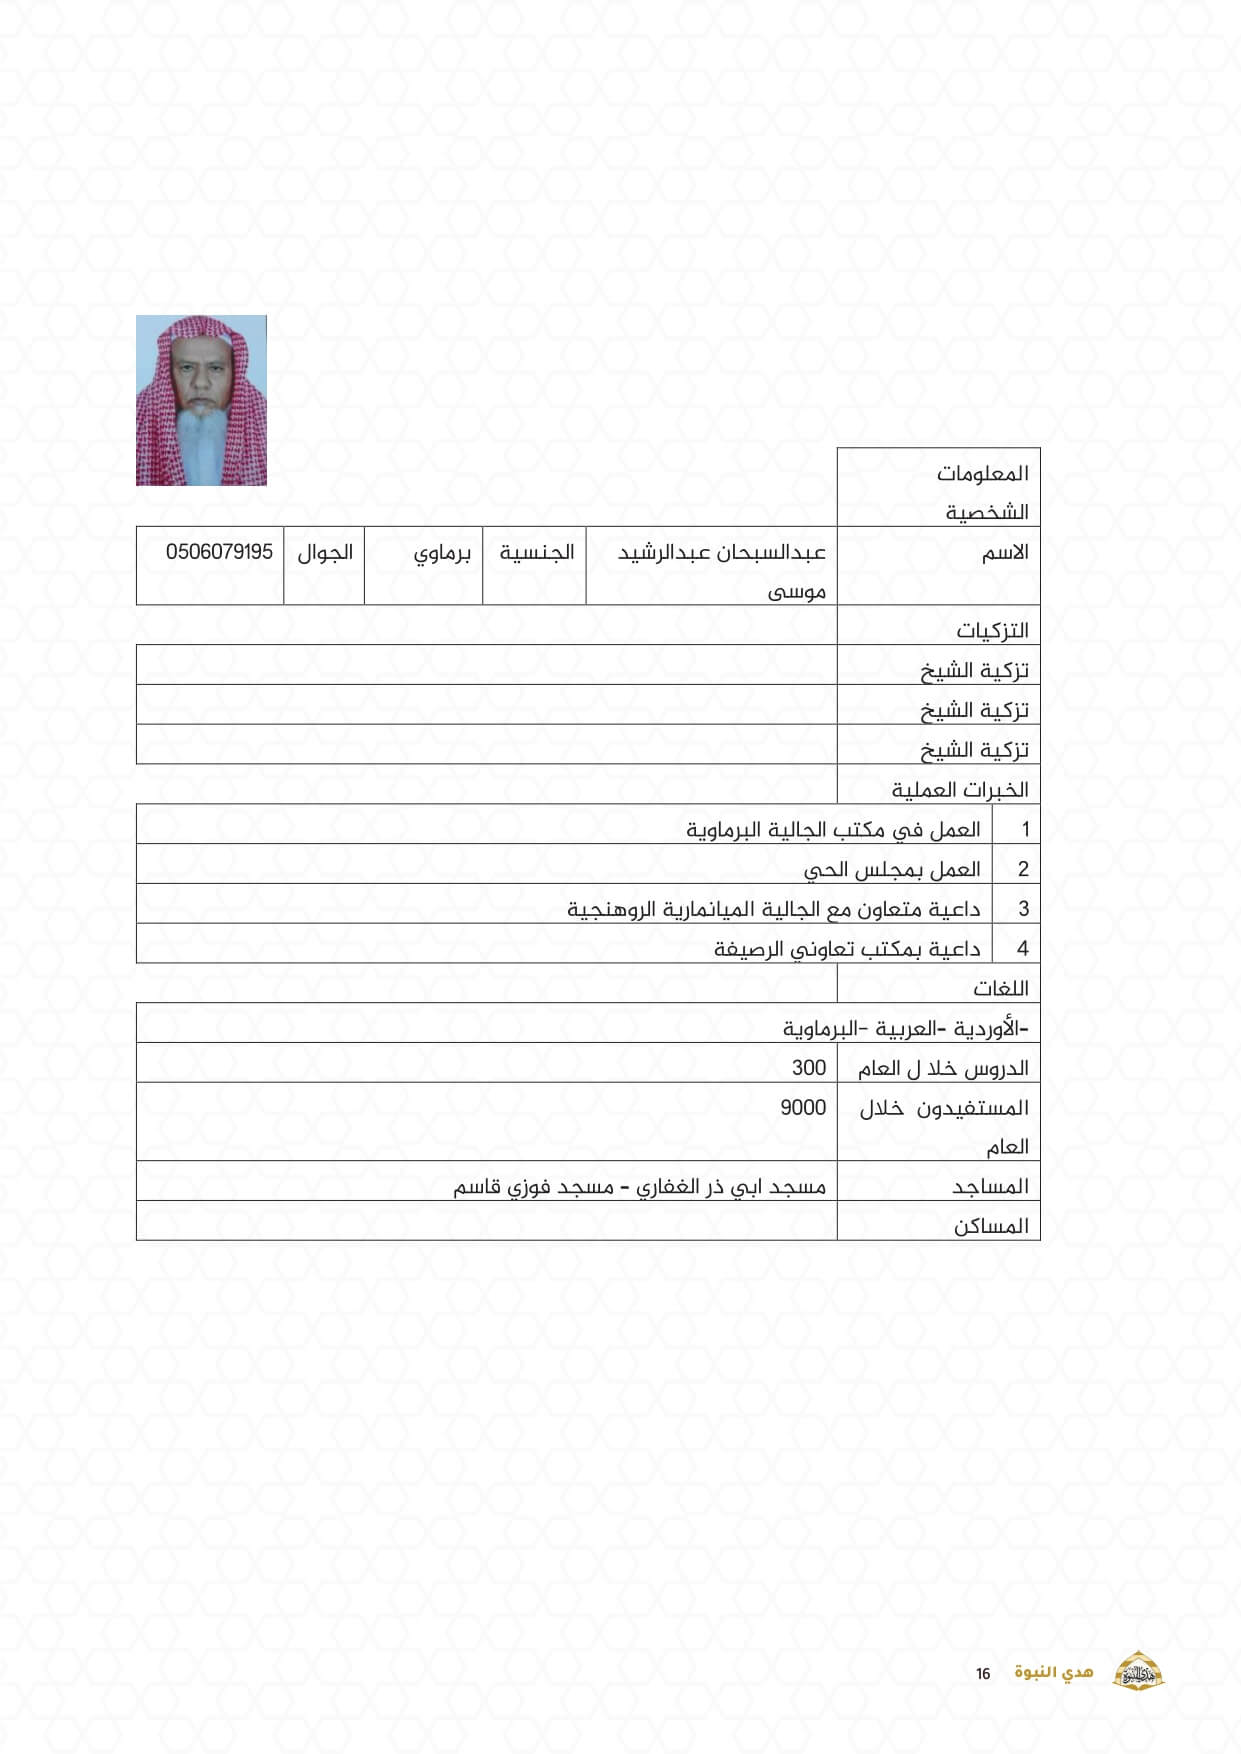 المعلومات
الشخصية
الاسم عبدالسبحان عبدالرشيد الجنسية برماوي الجوال 0506079195
موسى
التزكيات
تزكية الشيخ
تزكية الشيخ
تزكية الشيخ
الخبرات العملية
1 العمل في مكتب الجالية البرماوية
2 العمل بمجلس الحي
3 داعية متعاون مع الجالية الميانمارية الروهنجية
4 داعية بمكتب تعاوني الرصيفة
اللغات
-الأوردية -العربية -البرماوية
الدروس خلا ل العام 300
المستفيدون خلال 9000
العام
المساجد مسجد ابي ذر الغفاري - مسجد فوزي قاسم
المساكن
هدي النبوة
هدي النبوة 16